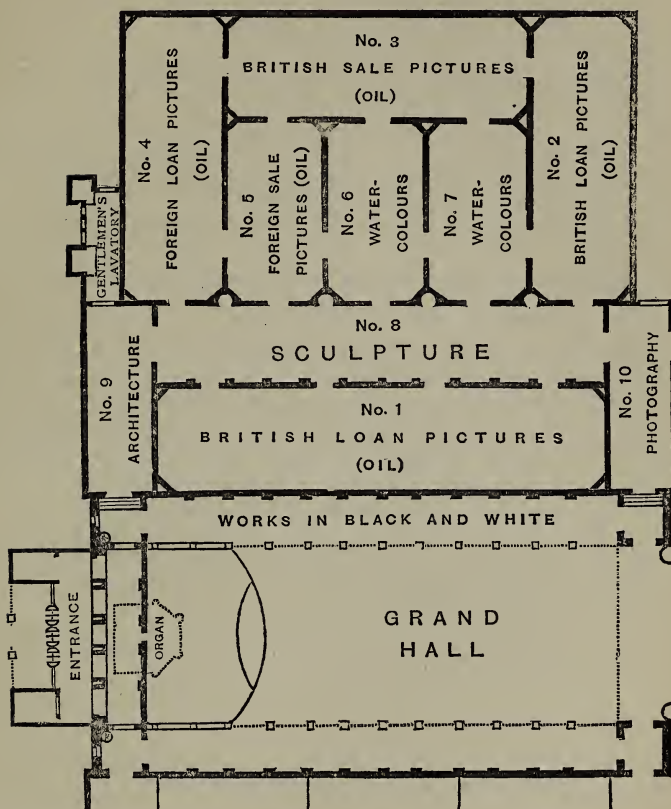 No. 3
BRITISH SALE PICTURES
(OIL)
No. 4
FOREIGN LOAN PICTURES
(OIL)
No. 5
FOREIGN SALE
PICTURES (OIL)
No. 6
WATER-
COLOURS
No. 7
WATER-
COLOURS
No. 2
BRITISH LOAN PICTURES
(OIL)
GENTLEMEN'S
LAVATORY
No. 8
SCULPTURE
No. 9
ARCHITECTURE
No. 10
PHOTOGRAPHY
No. 1
BRITISH LOAN PICTURES
(OIL)
WORKS IN BLACK AND WHITE
ENTRANCE
ORGAN
GRAND
HALL